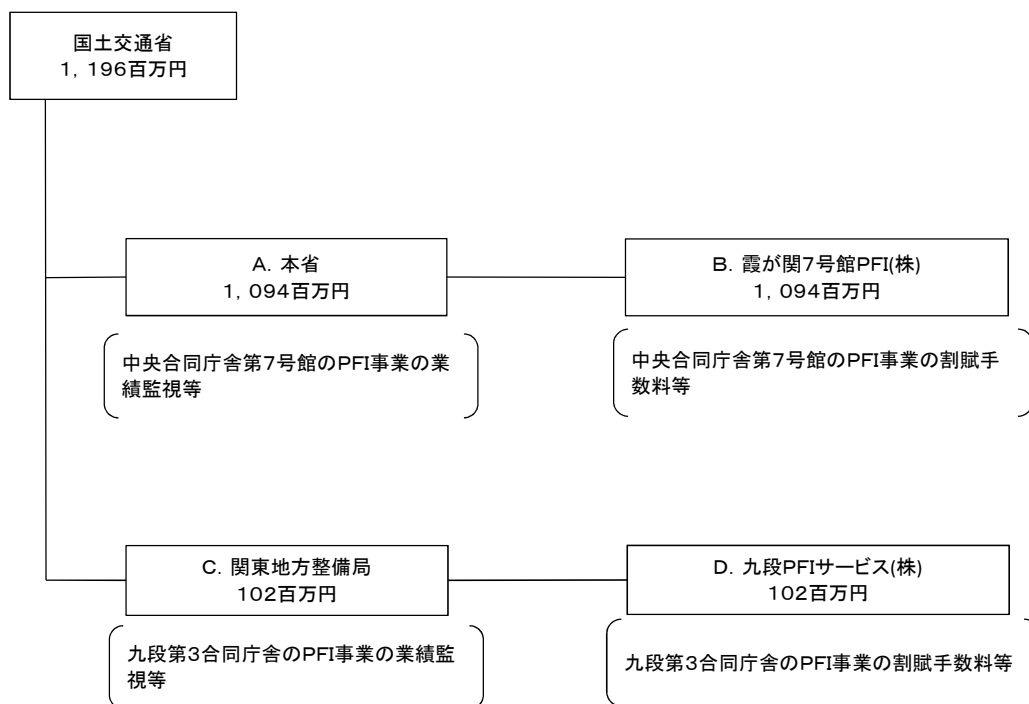 国土交通省
１，１９６百万円
A．本省
１，０９４百万円
B．霞が関７号館PFI(株)
１，０９４百万円
中央合同庁舎第７号館のPFI事業の業
績監視等
中央合同庁舎第７号館のPFI事業の割賦手
数料等
C．関東地方整備局
１０２百万円
D．九段PFIサービス(株)
１０２百万円
九段第３合同庁舎のPFI事業の業績監
視等
九段第３合同庁舎のPFI事業の割賦手数料等